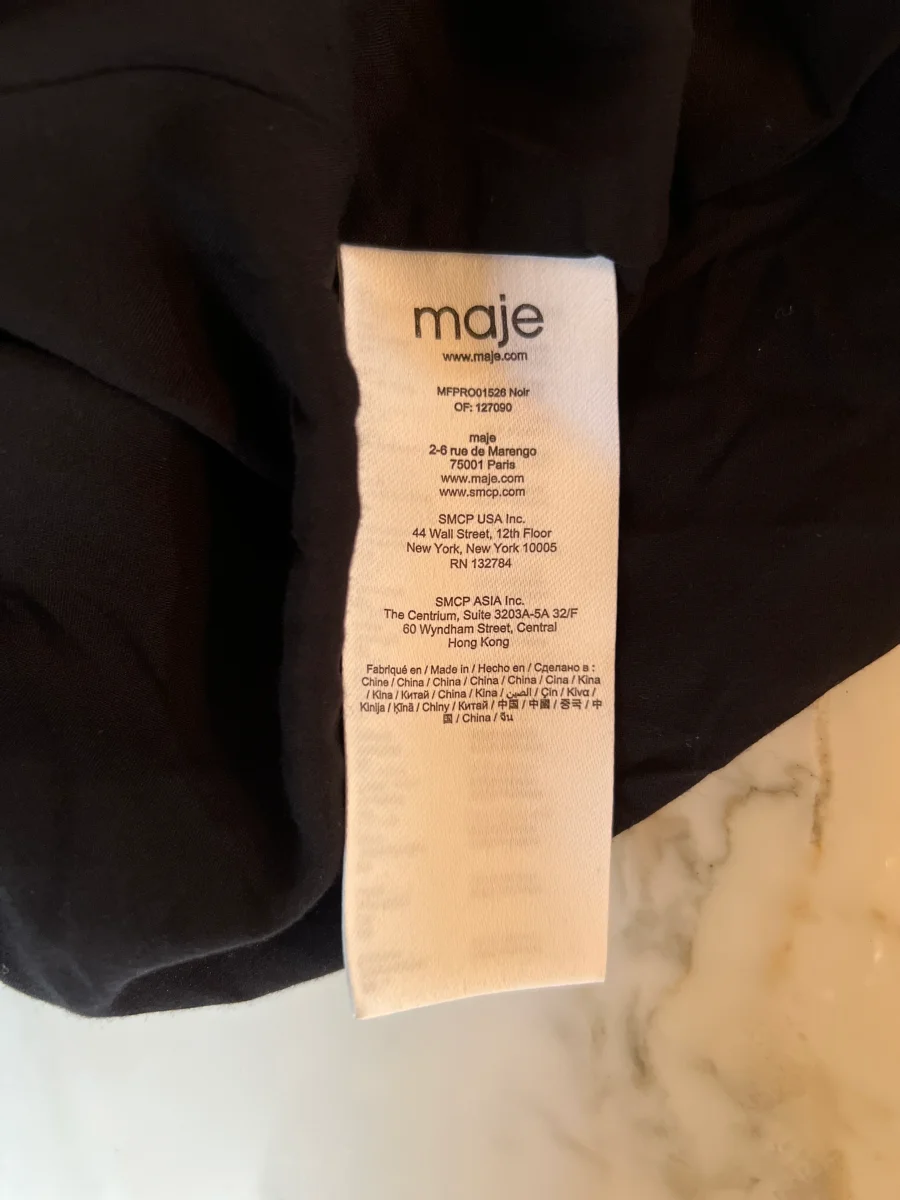 maje
www.maje.com
MFPRO01526 Noir
OF: 127090
maje
2-6 rue de Marengo
75001 Paris
www.maje.com
www.smcp.com
SMCP USA Inc.
44 Wall Street, 12th Floor
New York, New York 10005
RN 132784
SMCP ASIA Inc.
The Centrium, Suite 3203A-5A 32/F
60 Wyndham Street, Central
Hong Kong
Fabriqué en / Made in / Hecho en / Сделано в :
Chine / China / China / China / China / Cina / Kina
/ Kina / Китай / China / Kina / الصين / Çin / Κίνα /
Kinija / Ķīnā / Chiny / Китай / 中国 / 中國 / 중국 / 中
国 / China / จีน